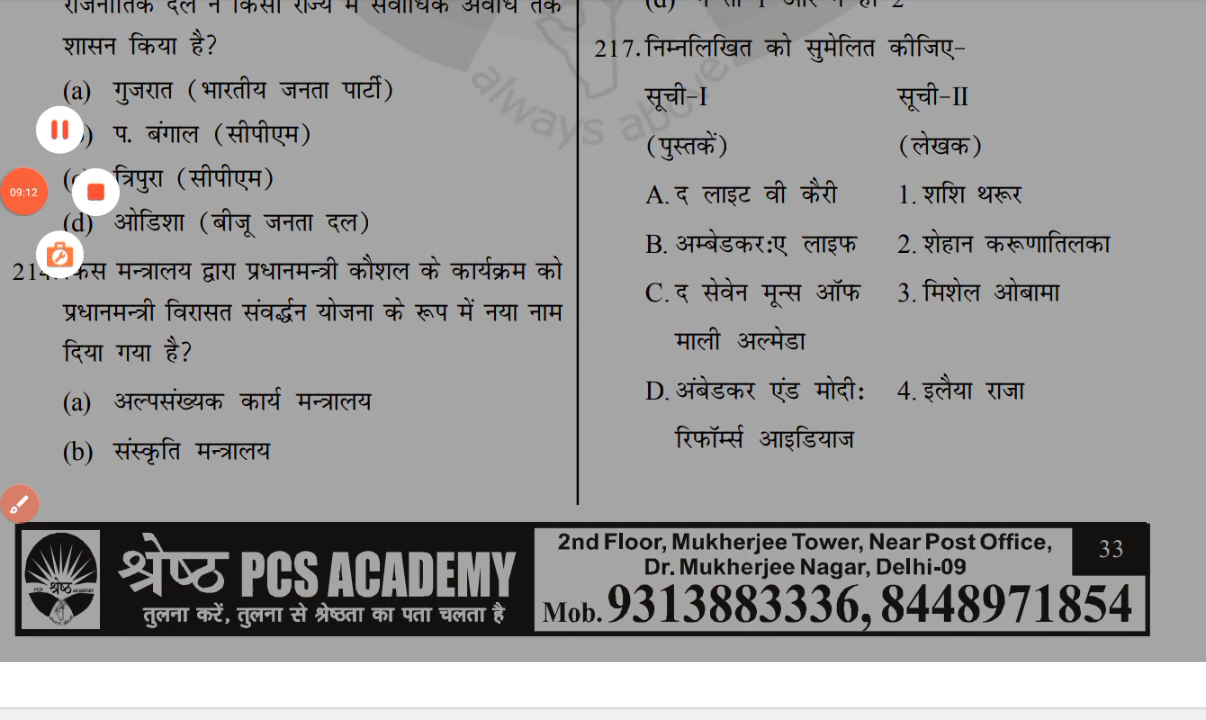 शासन किया है?
(a) गुजरात (भारतीय जनता पार्टी)
) प. बंगाल (सीपीएम)
त्रिपुरा (सीपीएम)
(d) ओडिशा (बीजू जनता दल)
मन्त्रालय द्वारा प्रधानमन्त्री कौशल के कार्यक्रम को
प्रधानमन्त्री विरासत संवर्द्धन योजना के रूप में नया नाम
दिया गया है?
(a) अल्पसंख्यक कार्य मन्त्रालय
(b) संस्कृति मन्त्रालय
217. निम्नलिखित को सुमेलित कीजिए-
सूची-I सूची-II
(पुस्तकें) (लेखक)
A. द लाइट वी कैरी 1. शशि थरूर
B. अम्बेडकर:ए लाइफ 2. शेहान करूणातिलका
C. द सेवेन मून्स ऑफ 3. मिशेल ओबामा
माली अल्मेडा
D. अंबेडकर एंड मोदी: 4. इलैया राजा
रिफॉर्म्स आइडियाज
always above
09:12
श्रेष्ठ PCS ACADEMY
तुलना करें, तुलना से श्रेष्ठता का पता चलता है
श्रेष्ठ
2nd Floor, Mukherjee Tower, Near Post Office,
Dr. Mukherjee Nagar, Delhi-09
Mob. 9313883336, 8448971854
33